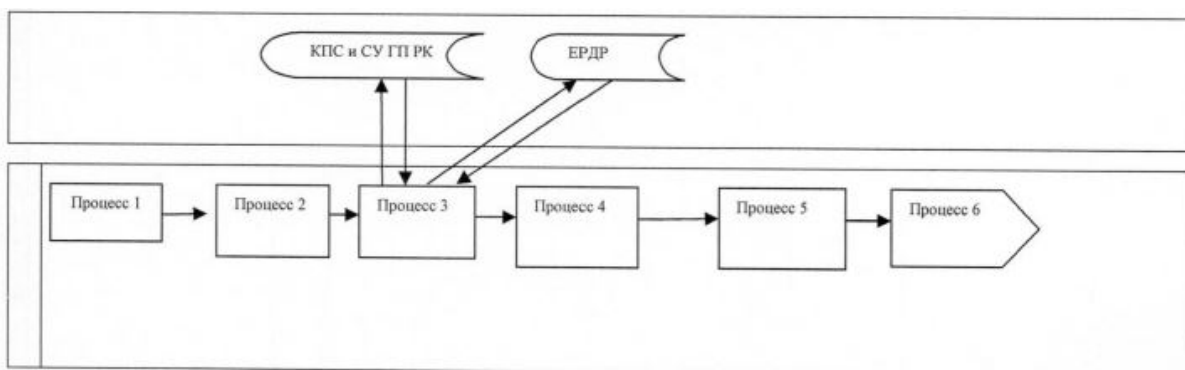 КПС и СУ ГП РК
ЕРДР
Процесс 1
Процесс 2
Процесс 3
Процесс 4
Процесс 5
Процесс 6